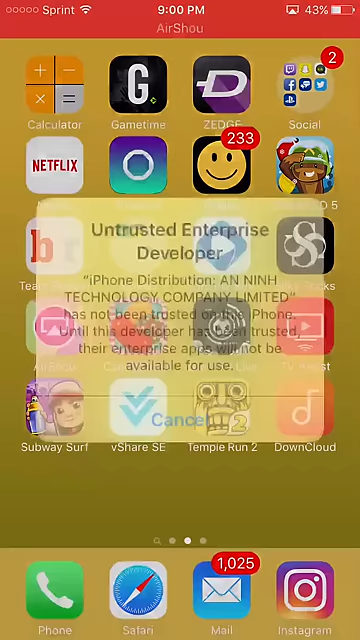 Sprint 9:00 PM 43%
AirShou
2
Calculator Gametime ZEDGE Social
233
NETFLIX
Untrusted Enterprise
Developer
“iPhone Distribution: AN NINH
TECHNOLOGY COMPANY LIMITED”
has not been trusted on this iPhone.
Until this developer has been trusted,
their enterprise apps will not be
available for use.
Cancel
Subway Surf vShare SE Temple Run 2 DownCloud
1,025
Phone Safari Mail Instagram